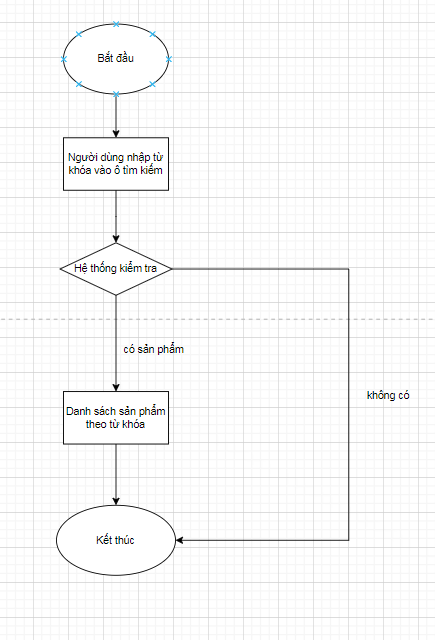 Bắt đầu
Người dùng nhập từ
khóa vào ô tìm kiếm
Hệ thống kiểm tra
có sản phẩm
không có
Danh sách sản phẩm
theo từ khóa
Kết thúc